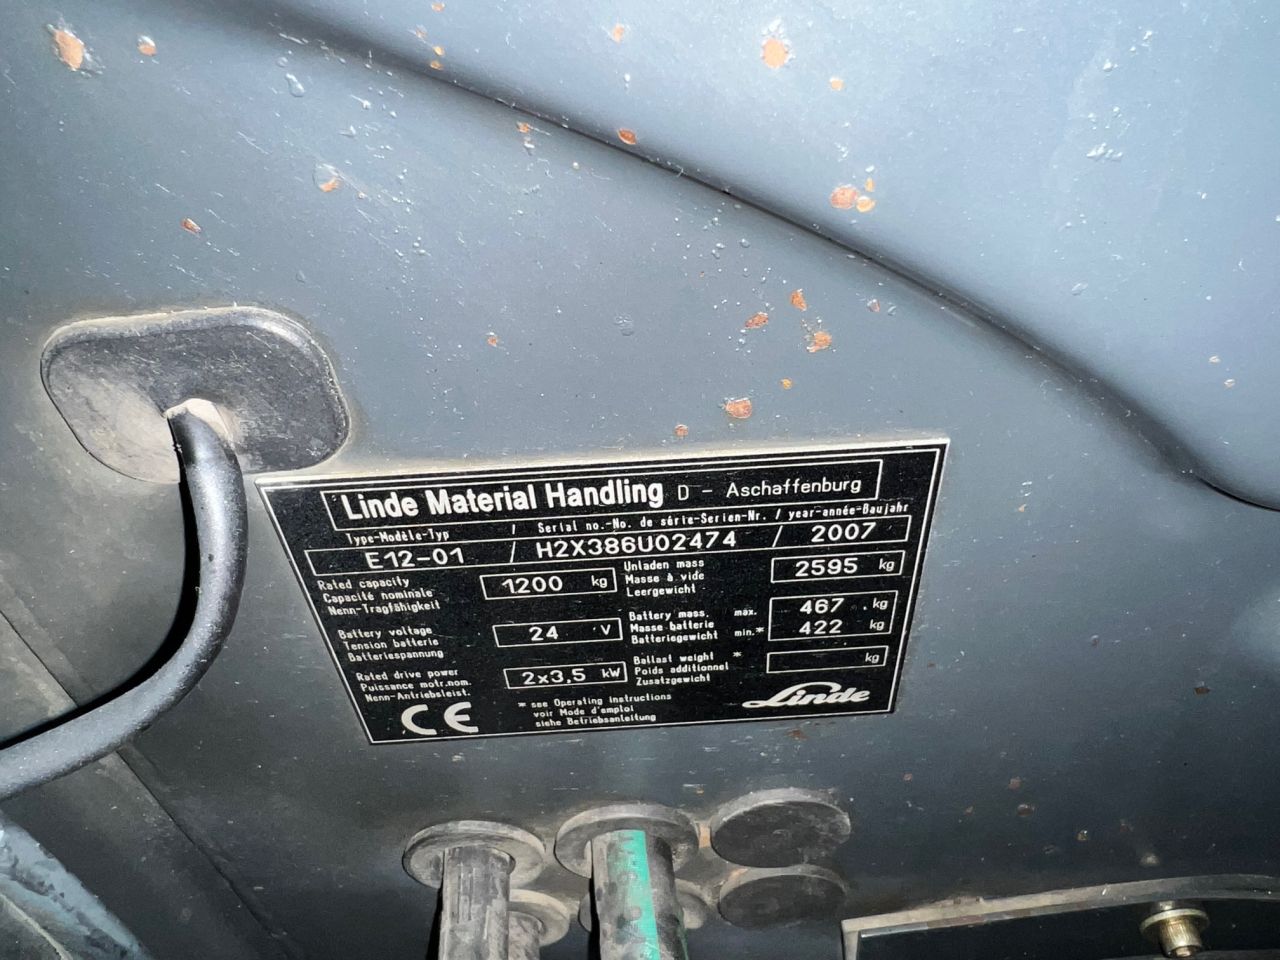 Linde Material Handling D - Aschaffenburg
Type-Modèle-Typ / Serial no.-No. de série-Serien-Nr. / year-année-Baujahr
E12-01 / H2X386U02474 / 2007
Rated capacity
Capacité nominale
Nenn-Tragfähigkeit
1200 kg
Unladen mass
Masse à vide
Leergewicht
2595 kg
Battery voltage
Tension batterie
Batteriespannung
24 V
Battery mass. max.
Masse batterie
Batteriegewicht min.*
467 kg
422 kg
Rated drive power
Puissance motr.nom.
Nenn-Antriebsleist.
2x3,5 kW
Ballast weight *
Poids additionnel
Zusatzgewicht
kg
CE
* see Operating instructions
voir Mode d'emploi
siehe Betriebsanleitung
Linde